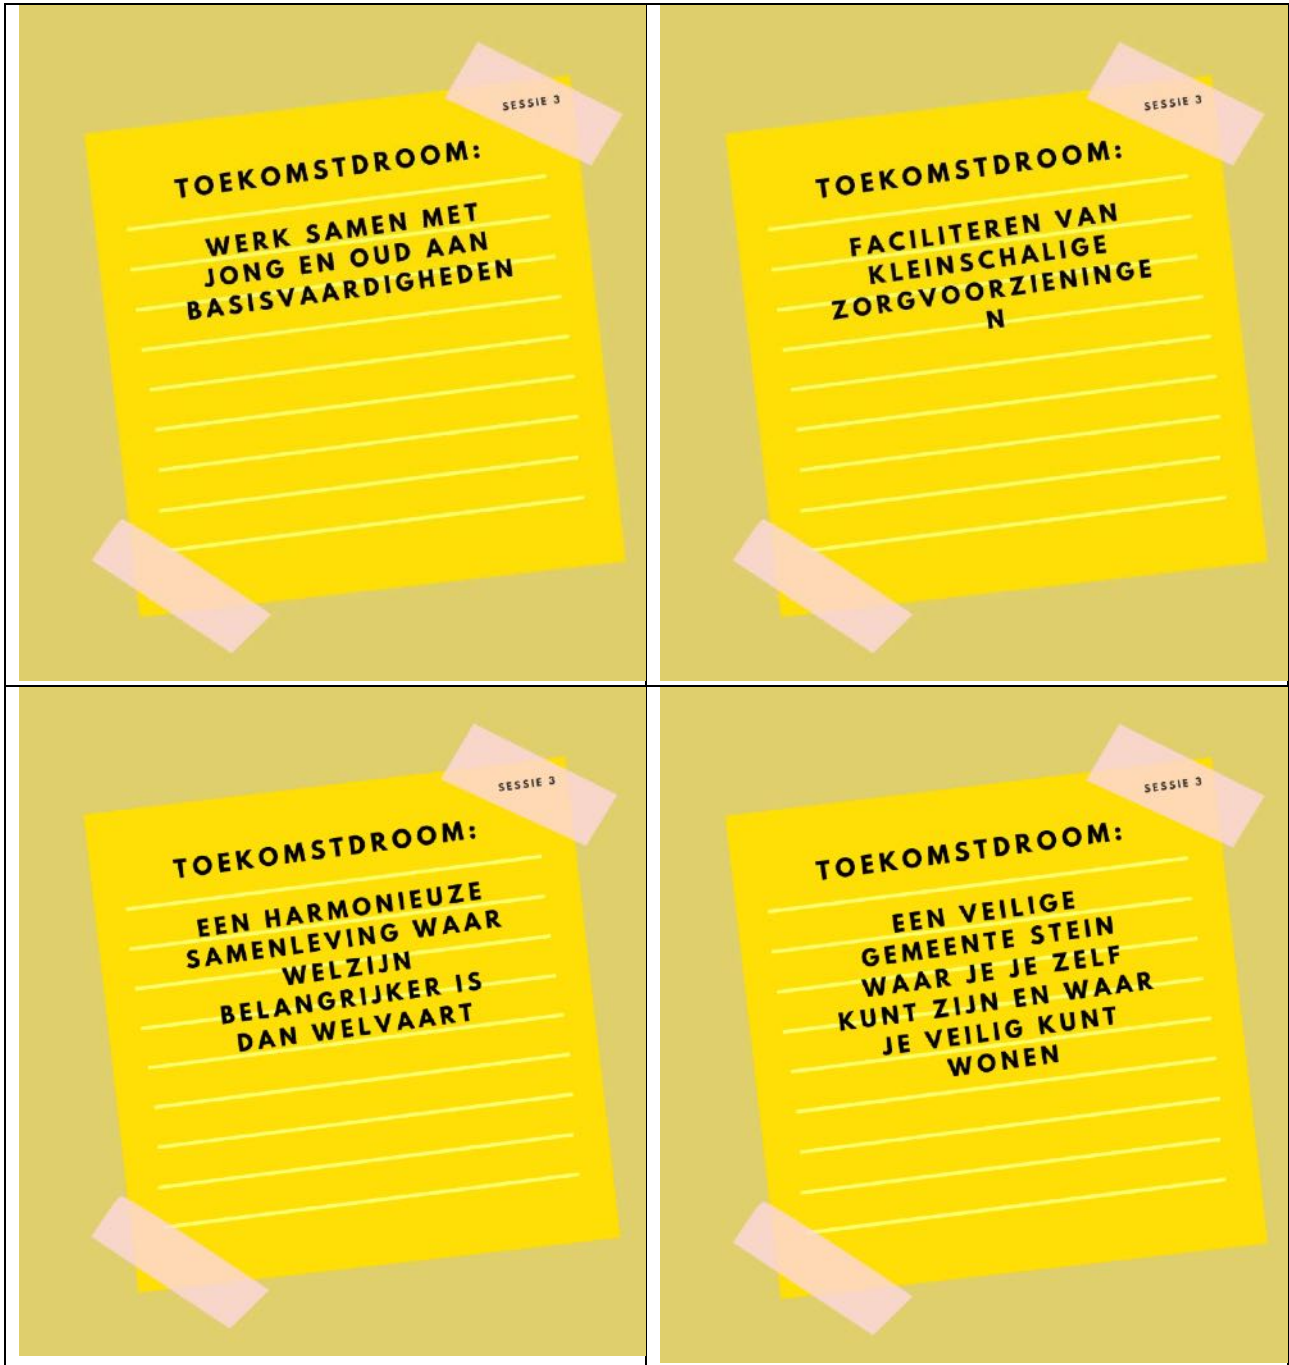 SESSIE 3
TOEKOMSTDROOM:
WERK SAMEN MET
JONG EN OUD AAN
BASISVAARDIGHEDEN
SESSIE 3
TOEKOMSTDROOM:
FACILITEREN VAN
KLEINSCHALIGE
ZORGVOORZIENINGE
N
SESSIE 3
TOEKOMSTDROOM:
EEN HARMONIEUZE
SAMENLEVING WAAR
WELZIJN
BELANGRIJKER IS
DAN WELVAART
SESSIE 3
TOEKOMSTDROOM:
EEN VEILIGE
GEMEENTE STEIN
WAAR JE JE ZELF
KUNT ZIJN EN WAAR
JE VEILIG KUNT
WONEN